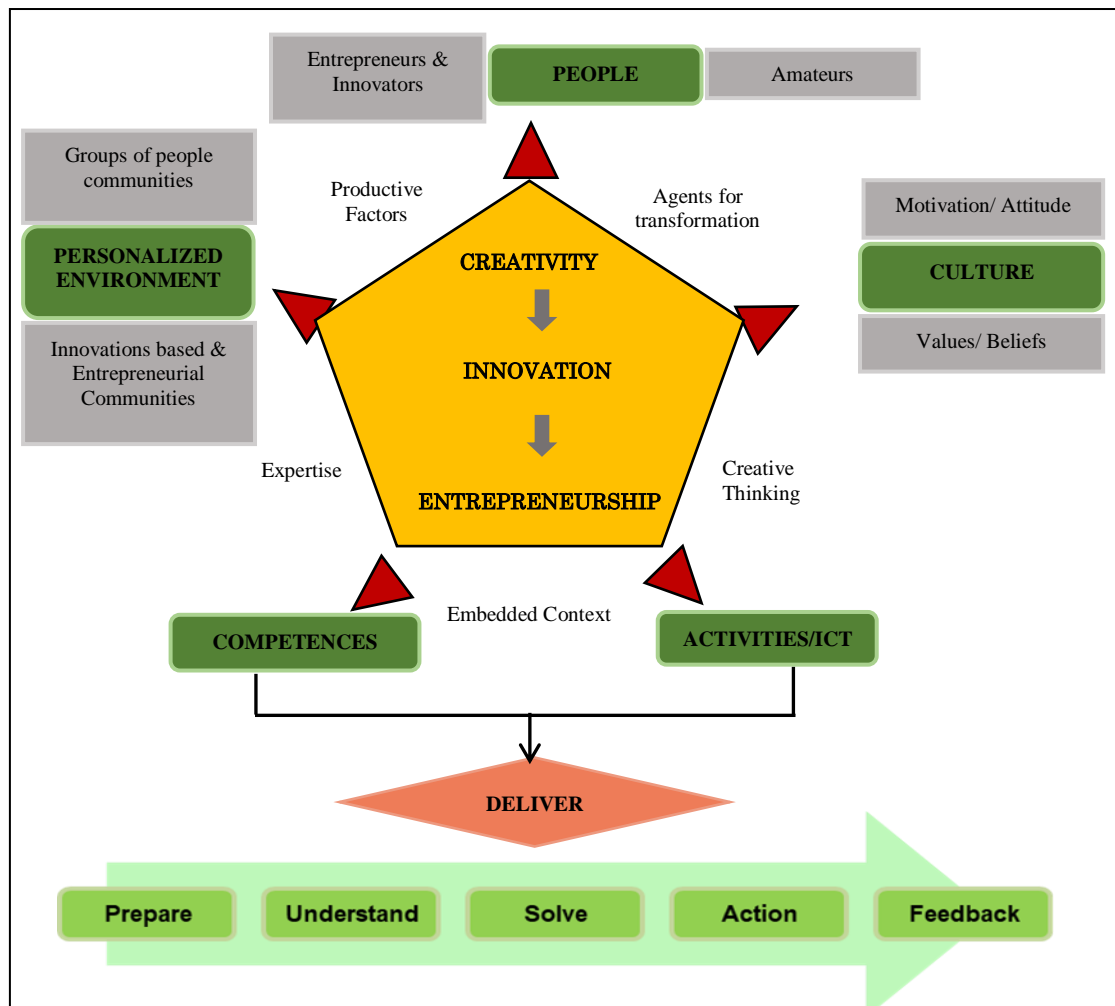 Entrepreneurs &
Innovators
PEOPLE
Amateurs
Groups of people
communities
Productive
Factors
Agents for
transformation
Motivation/ Attitude
PERSONALIZED
ENVIRONMENT
CREATIVITY
CULTURE
Innovations based &
Entrepreneurial
Communities
Values/ Beliefs
INNOVATION
Expertise
Creative
Thinking
ENTREPRENEURSHIP
Embedded Context
COMPETENCES
ACTIVITIES/ICT
DELIVER
Prepare
Understand
Solve
Action
Feedback